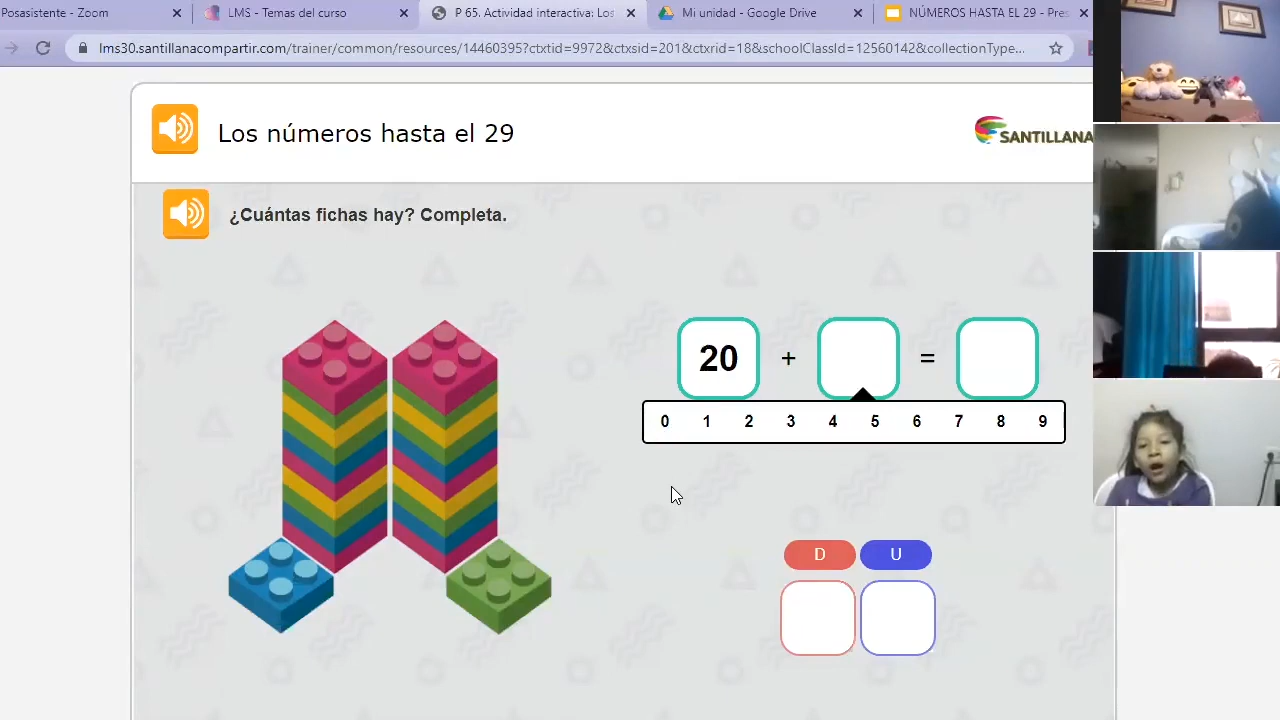 Posasistente - Zoom
LMS - Temas del curso
P 65. Actividad interactiva: Los
Mi unidad - Google Drive
NÚMEROS HASTA EL 29 - Pres
lms30.santillanacompartir.com/trainer/common/resources/14460395?ctxtid=9972&ctxsid=201&ctxrid=18&schoolClassId=12560142&collectionType...
Los números hasta el 29
SANTILLANA
¿Cuántas fichas hay? Completa.
20 + =
0 1 2 3 4 5 6 7 8 9
D U